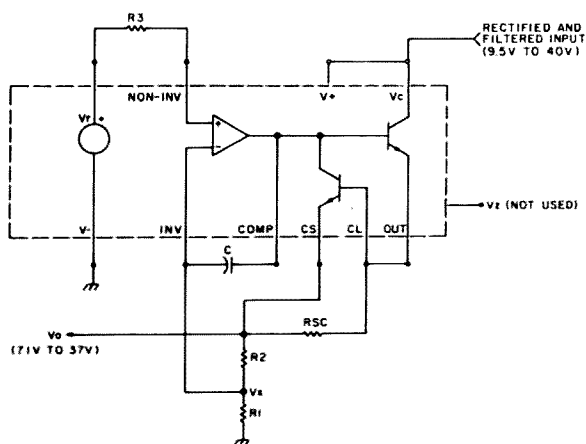 R3
RECTIFIED AND
FILTERED INPUT
(9.5V TO 40V)
NON-INV
V+
Vc
Vr
+
+
−
Vz (NOT USED)
V-
INV
COMP
CS
CL
OUT
C
Vo
(7.1V TO 37V)
RSC
R2
Vx
R1